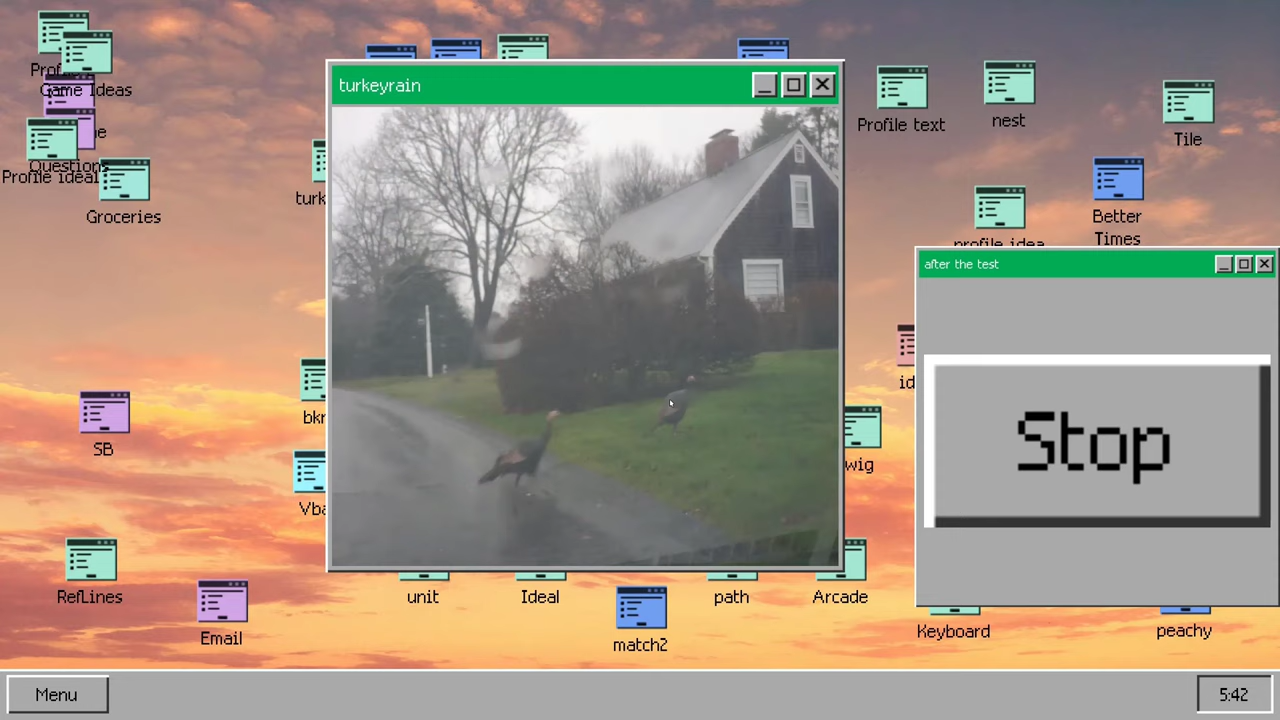 Game Ideas
Questions
Groceries
turkeyrain
Profile text
nest
Tile
Better
Times
after the test
Stop
SB
RefLines
Email
unit
Ideal
match2
path
Arcade
Keyboard
peachy
Menu
5:42